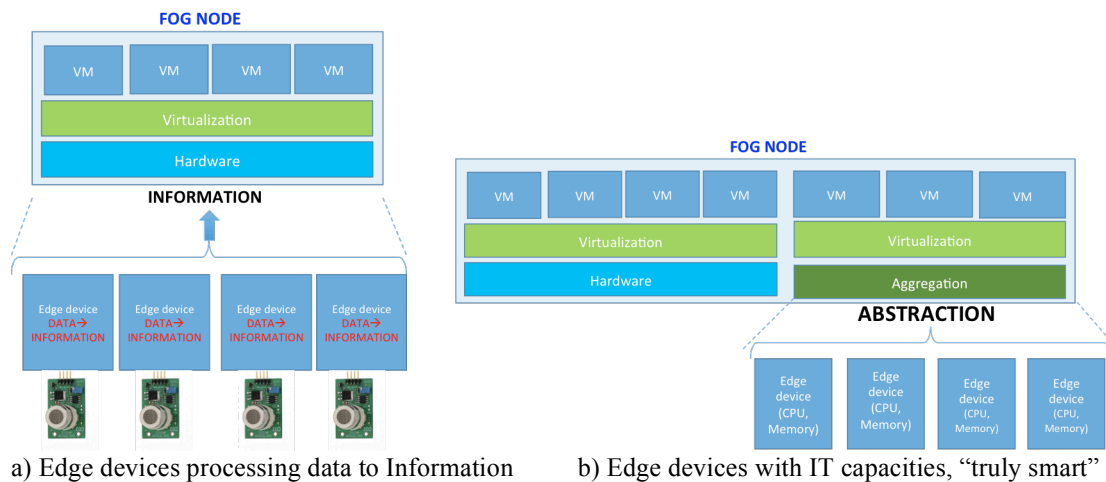 FOG NODE
VM VM VM VM
Virtualization
Hardware
INFORMATION
Edge device
DATA→
INFORMATION
Edge device
DATA→
INFORMATION
Edge device
DATA→
INFORMATION
Edge device
DATA→
INFORMATION
a) Edge devices processing data to Information
FOG NODE
VM VM VM VM
Virtualization
Hardware
VM VM VM
Virtualization
Aggregation
ABSTRACTION
Edge
device
(CPU,
Memory)
Edge
device
(CPU,
Memory)
Edge
device
(CPU,
Memory)
Edge
device
(CPU,
Memory)
b) Edge devices with IT capacities, “truly smart”